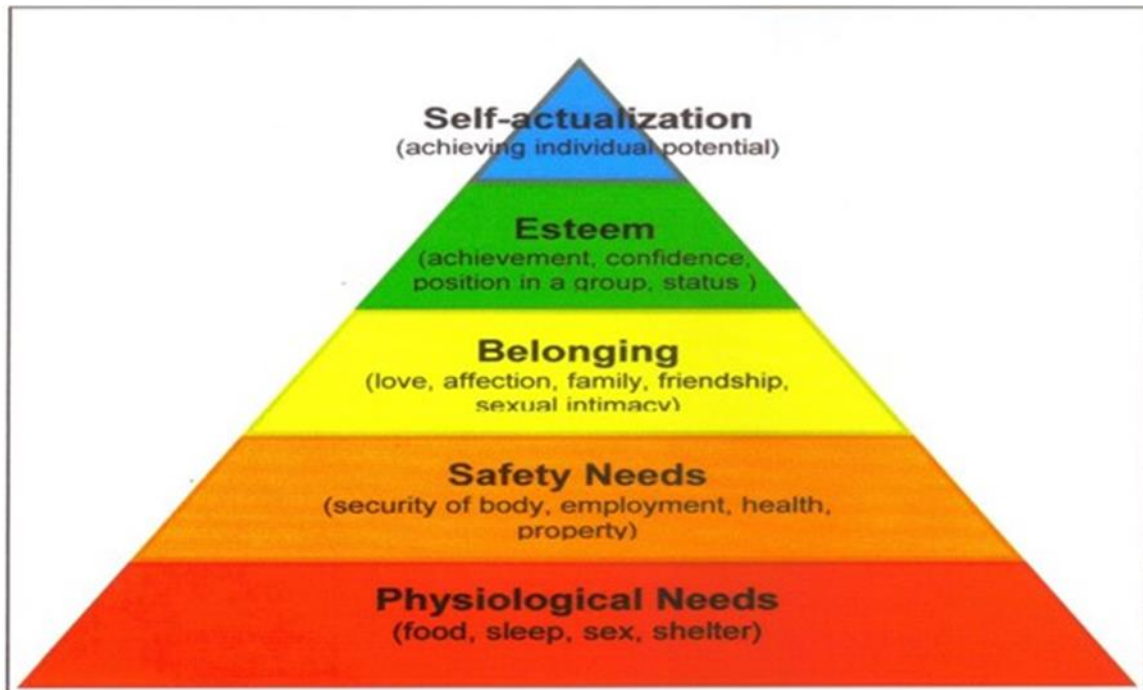 Self-actualization
(achieving individual potential)
Esteem
(achievement, confidence,
position in a group, status )
Belonging
(love, affection, family, friendship,
sexual intimacy)
Safety Needs
(security of body, employment, health,
property)
Physiological Needs
(food, sleep, sex, shelter)